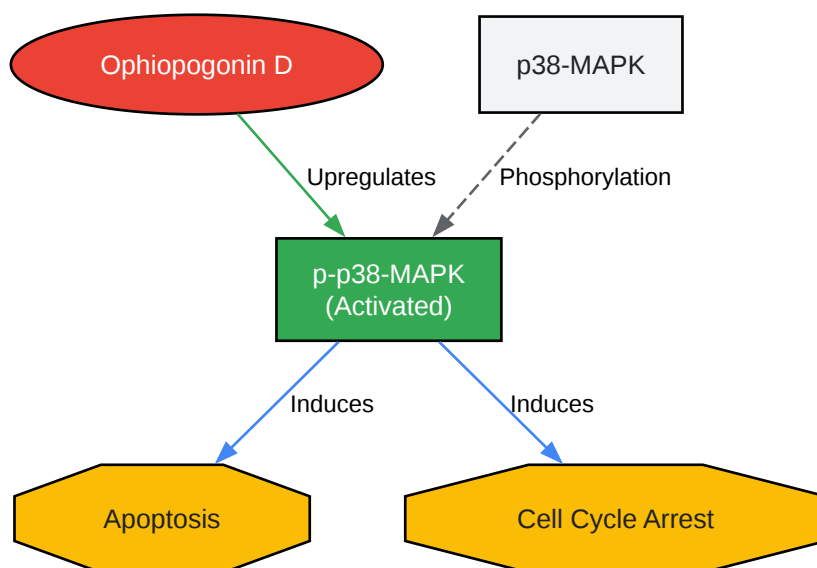 Ophiopogonin D
p38-MAPK
Upregulates
Phosphorylation
p-p38-MAPK
(Activated)
Induces
Induces
Apoptosis
Cell Cycle Arrest